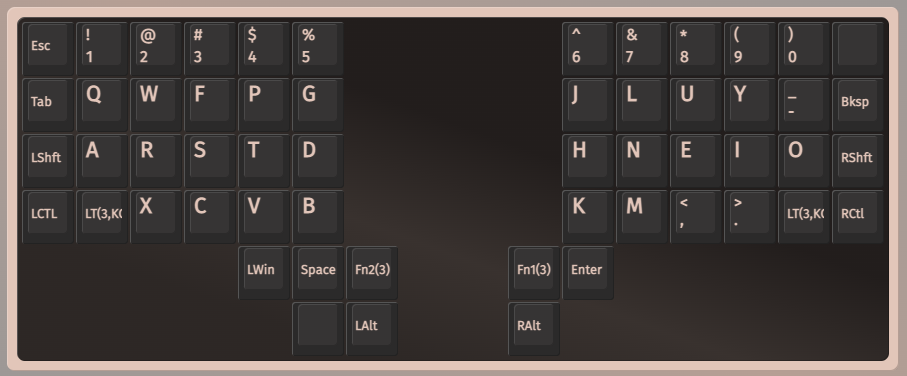 Esc ! @ # $ % ^ & * ( )
1 2 3 4 5 6 7 8 9 0
Tab Q W F P G J L U Y _ Bksp
-
LShft A R S T D H N E I O RShft
LCTL LT(3,KC X C V B K M < > LT(3,KC RCtl
, .
LWin Space Fn2(3) Fn1(3) Enter
LAlt RAlt